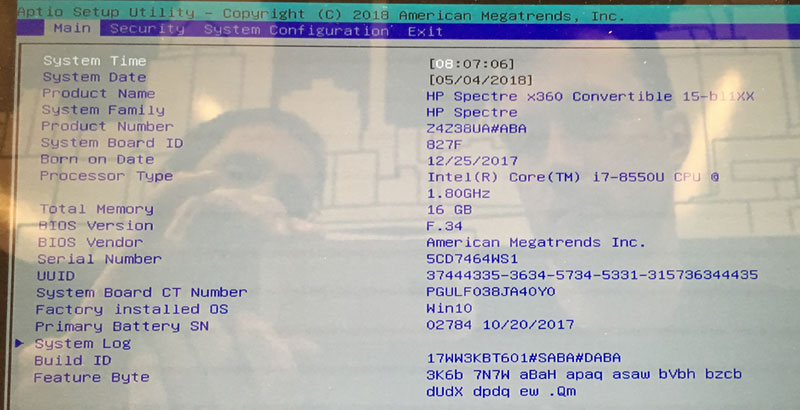 Aptio Setup Utility - Copyright (C) 2018 American Megatrends, Inc.
Main Security System Configuration Exit
System Time [08:07:06]
System Date [05/04/2018]
Product Name HP Spectre x360 Convertible 15-bl1XX
System Family HP Spectre
Product Number Z4Z38UA#ABA
System Board ID 827F
Born on Date 12/25/2017
Processor Type Intel(R) Core(TM) i7-8550U CPU @
1.80GHz
Total Memory 16 GB
BIOS Version F.34
BIOS Vendor American Megatrends Inc.
Serial Number 5CD7464WS1
UUID 37444335-3634-5734-5331-315736344435
System Board CT Number PGULF038JA40Y0
Factory installed OS Win10
Primary Battery SN 02784 10/20/2017
System Log
Build ID 17WW3KBT601#SABA#DABA
Feature Byte 3K6b 7N7W aBaH apaq asaw bVbh bzcb
dUdX dpdq ew .Qm